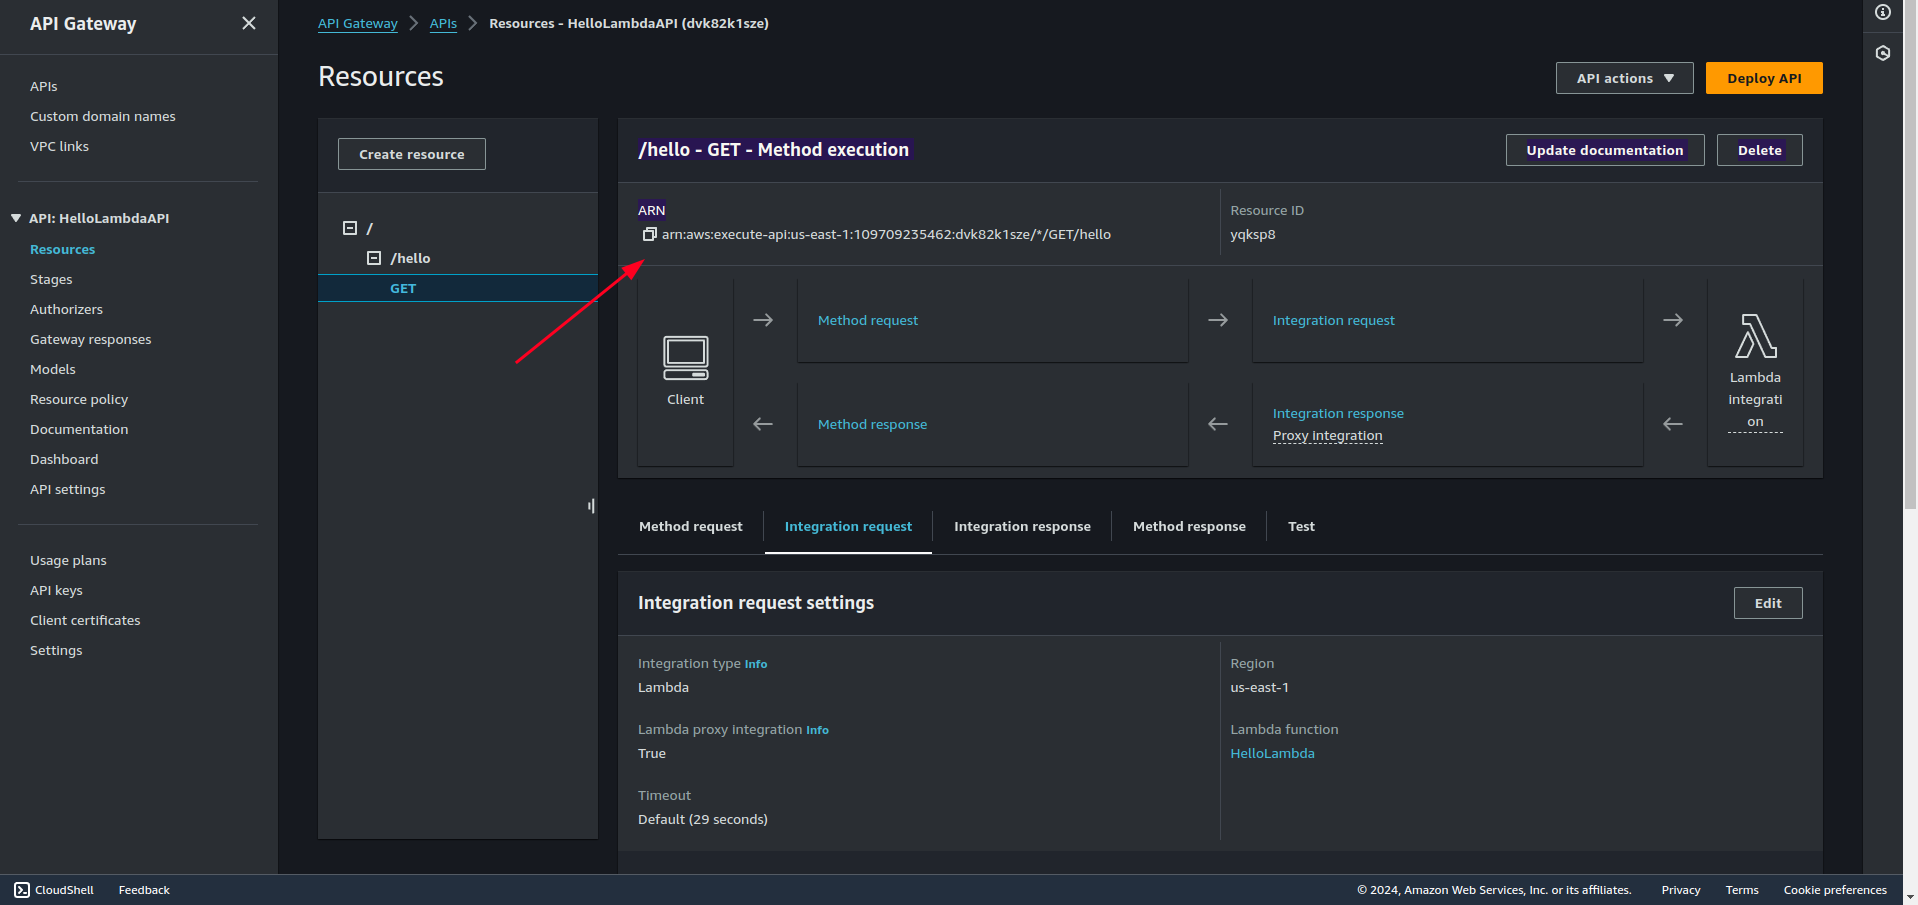 API Gateway
APIs
Custom domain names
VPC links
API: HelloLambdaAPI
Resources
Stages
Authorizers
Gateway responses
Models
Resource policy
Documentation
Dashboard
API settings
Usage plans
API keys
Client certificates
Settings
API Gateway APIs Resources - HelloLambdaAPI (dvk82k1sze)
Resources
API actions Deploy API
Create resource
/
/hello
GET
/hello - GET - Method execution
Update documentation Delete
ARN
arn:aws:execute-api:us-east-1:109709235462:dvk82k1sze/*/GET/hello
Resource ID
yqksp8
Client
Method request
Integration request
Method response
Integration response
Proxy integration
Lambda
integrati
on
Method request Integration request Integration response Method response Test
Integration request settings
Edit
Integration type Info
Lambda
Region
us-east-1
Lambda proxy integration Info
True
Lambda function
HelloLambda
Timeout
Default (29 seconds)
CloudShell Feedback © 2024, Amazon Web Services, Inc. or its affiliates. Privacy Terms Cookie preferences